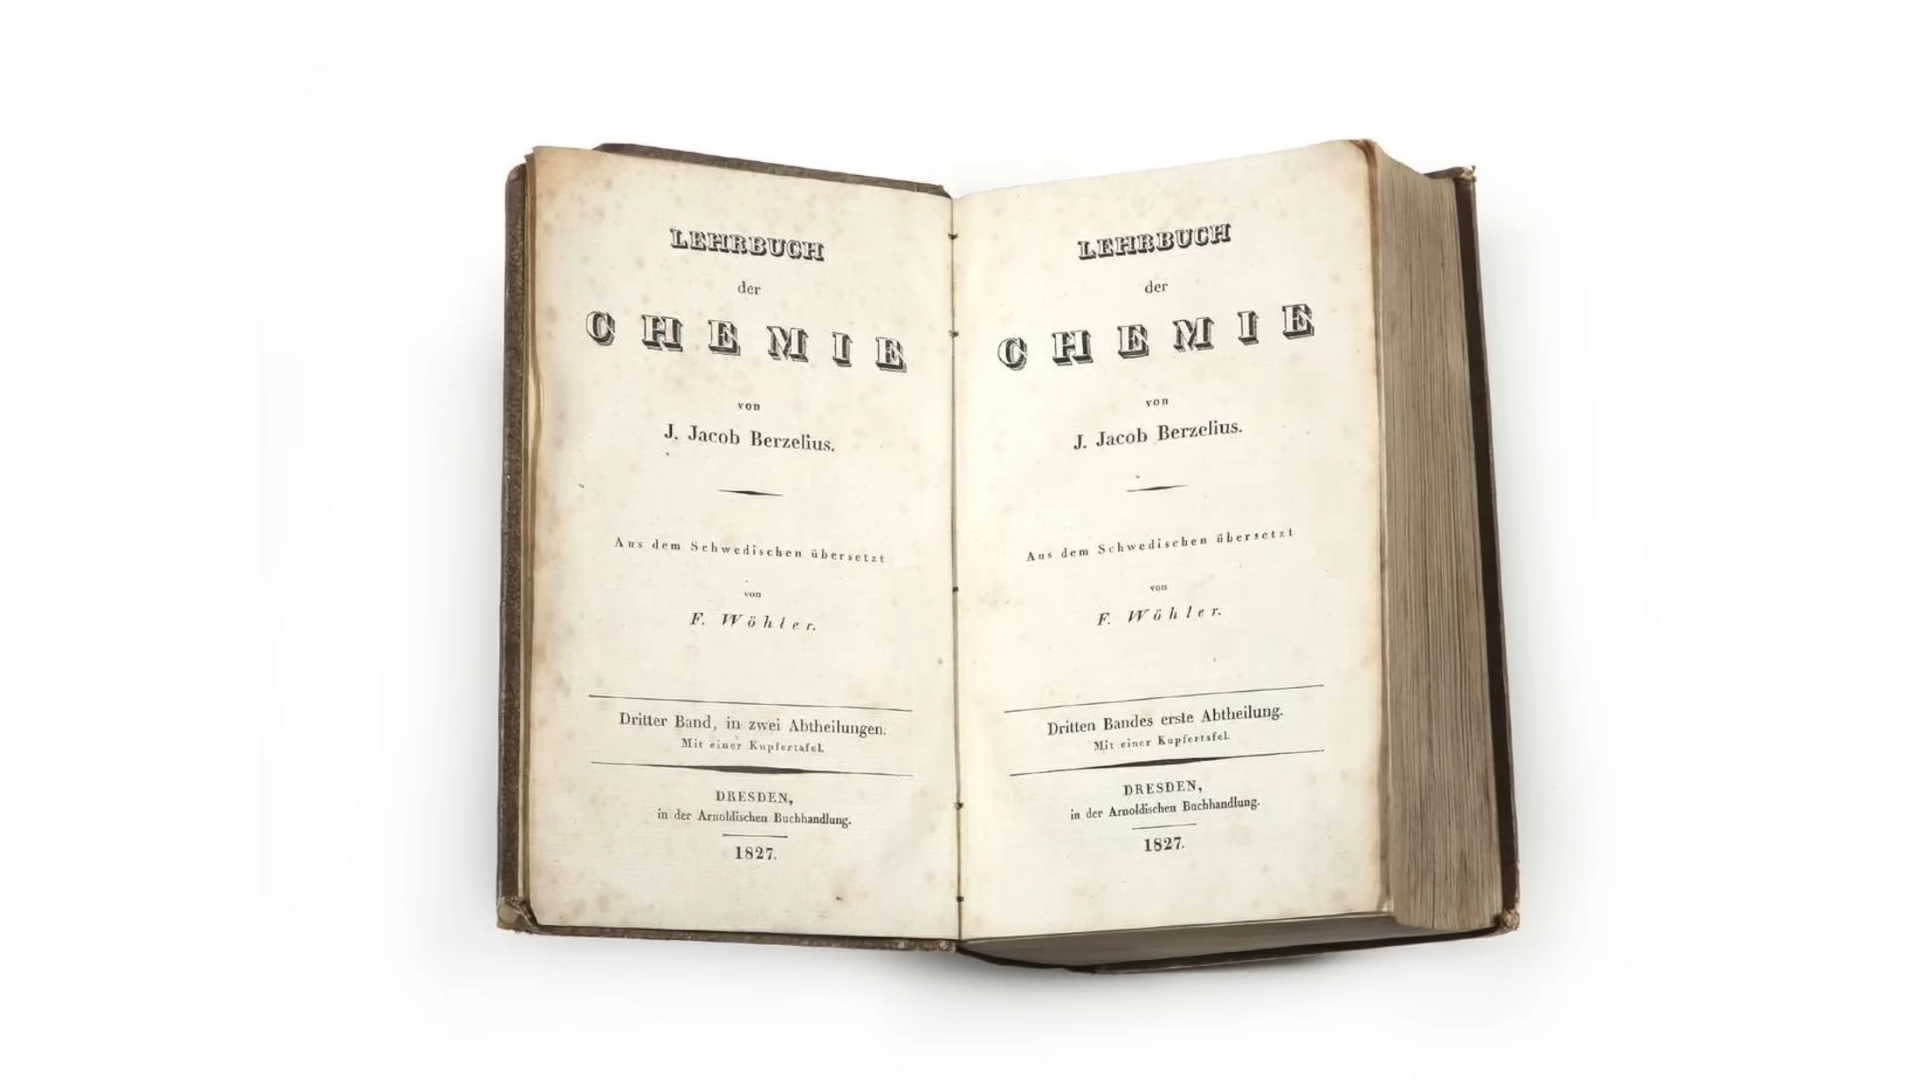 LEHRBUCH
der
CHEMIE
von
J. Jacob Berzelius.
Aus dem Schwedischen übersetzt
von
F. Wöhler.
Dritter Band, in zwei Abtheilungen.
Mit einer Kupfertafel.
DRESDEN,
in der Arnoldischen Buchhandlung.
1827.
LEHRBUCH
der
CHEMIE
von
J. Jacob Berzelius.
Aus dem Schwedischen übersetzt
von
F. Wöhler.
Dritten Bandes erste Abtheilung.
Mit einer Kupfertafel.
DRESDEN,
in der Arnoldischen Buchhandlung.
1827.